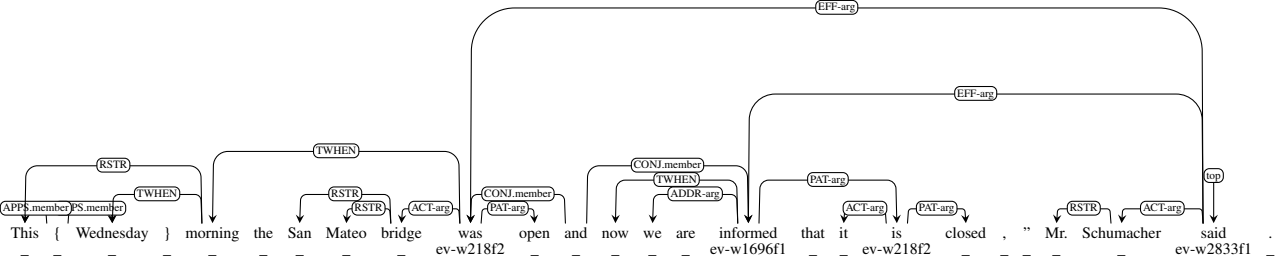 EFF-arg
EFF-arg
TWHEN
RSTR CONJ.member
TWHEN PAT-arg top
TWHEN RSTR CONJ.member ADDR-arg
APPS.member PS.member RSTR ACT-arg PAT-arg ACT-arg PAT-arg RSTR ACT-arg
This { Wednesday } morning the San Mateo bridge was open and now we are informed that it is closed , ” Mr. Schumacher said .
_ _ _ _ _ _ _ _ _ ev-w218f2 _ _ _ _ _ ev-w1696f1 _ _ ev-w218f2 _ _ _ _ _ ev-w2833f1 _